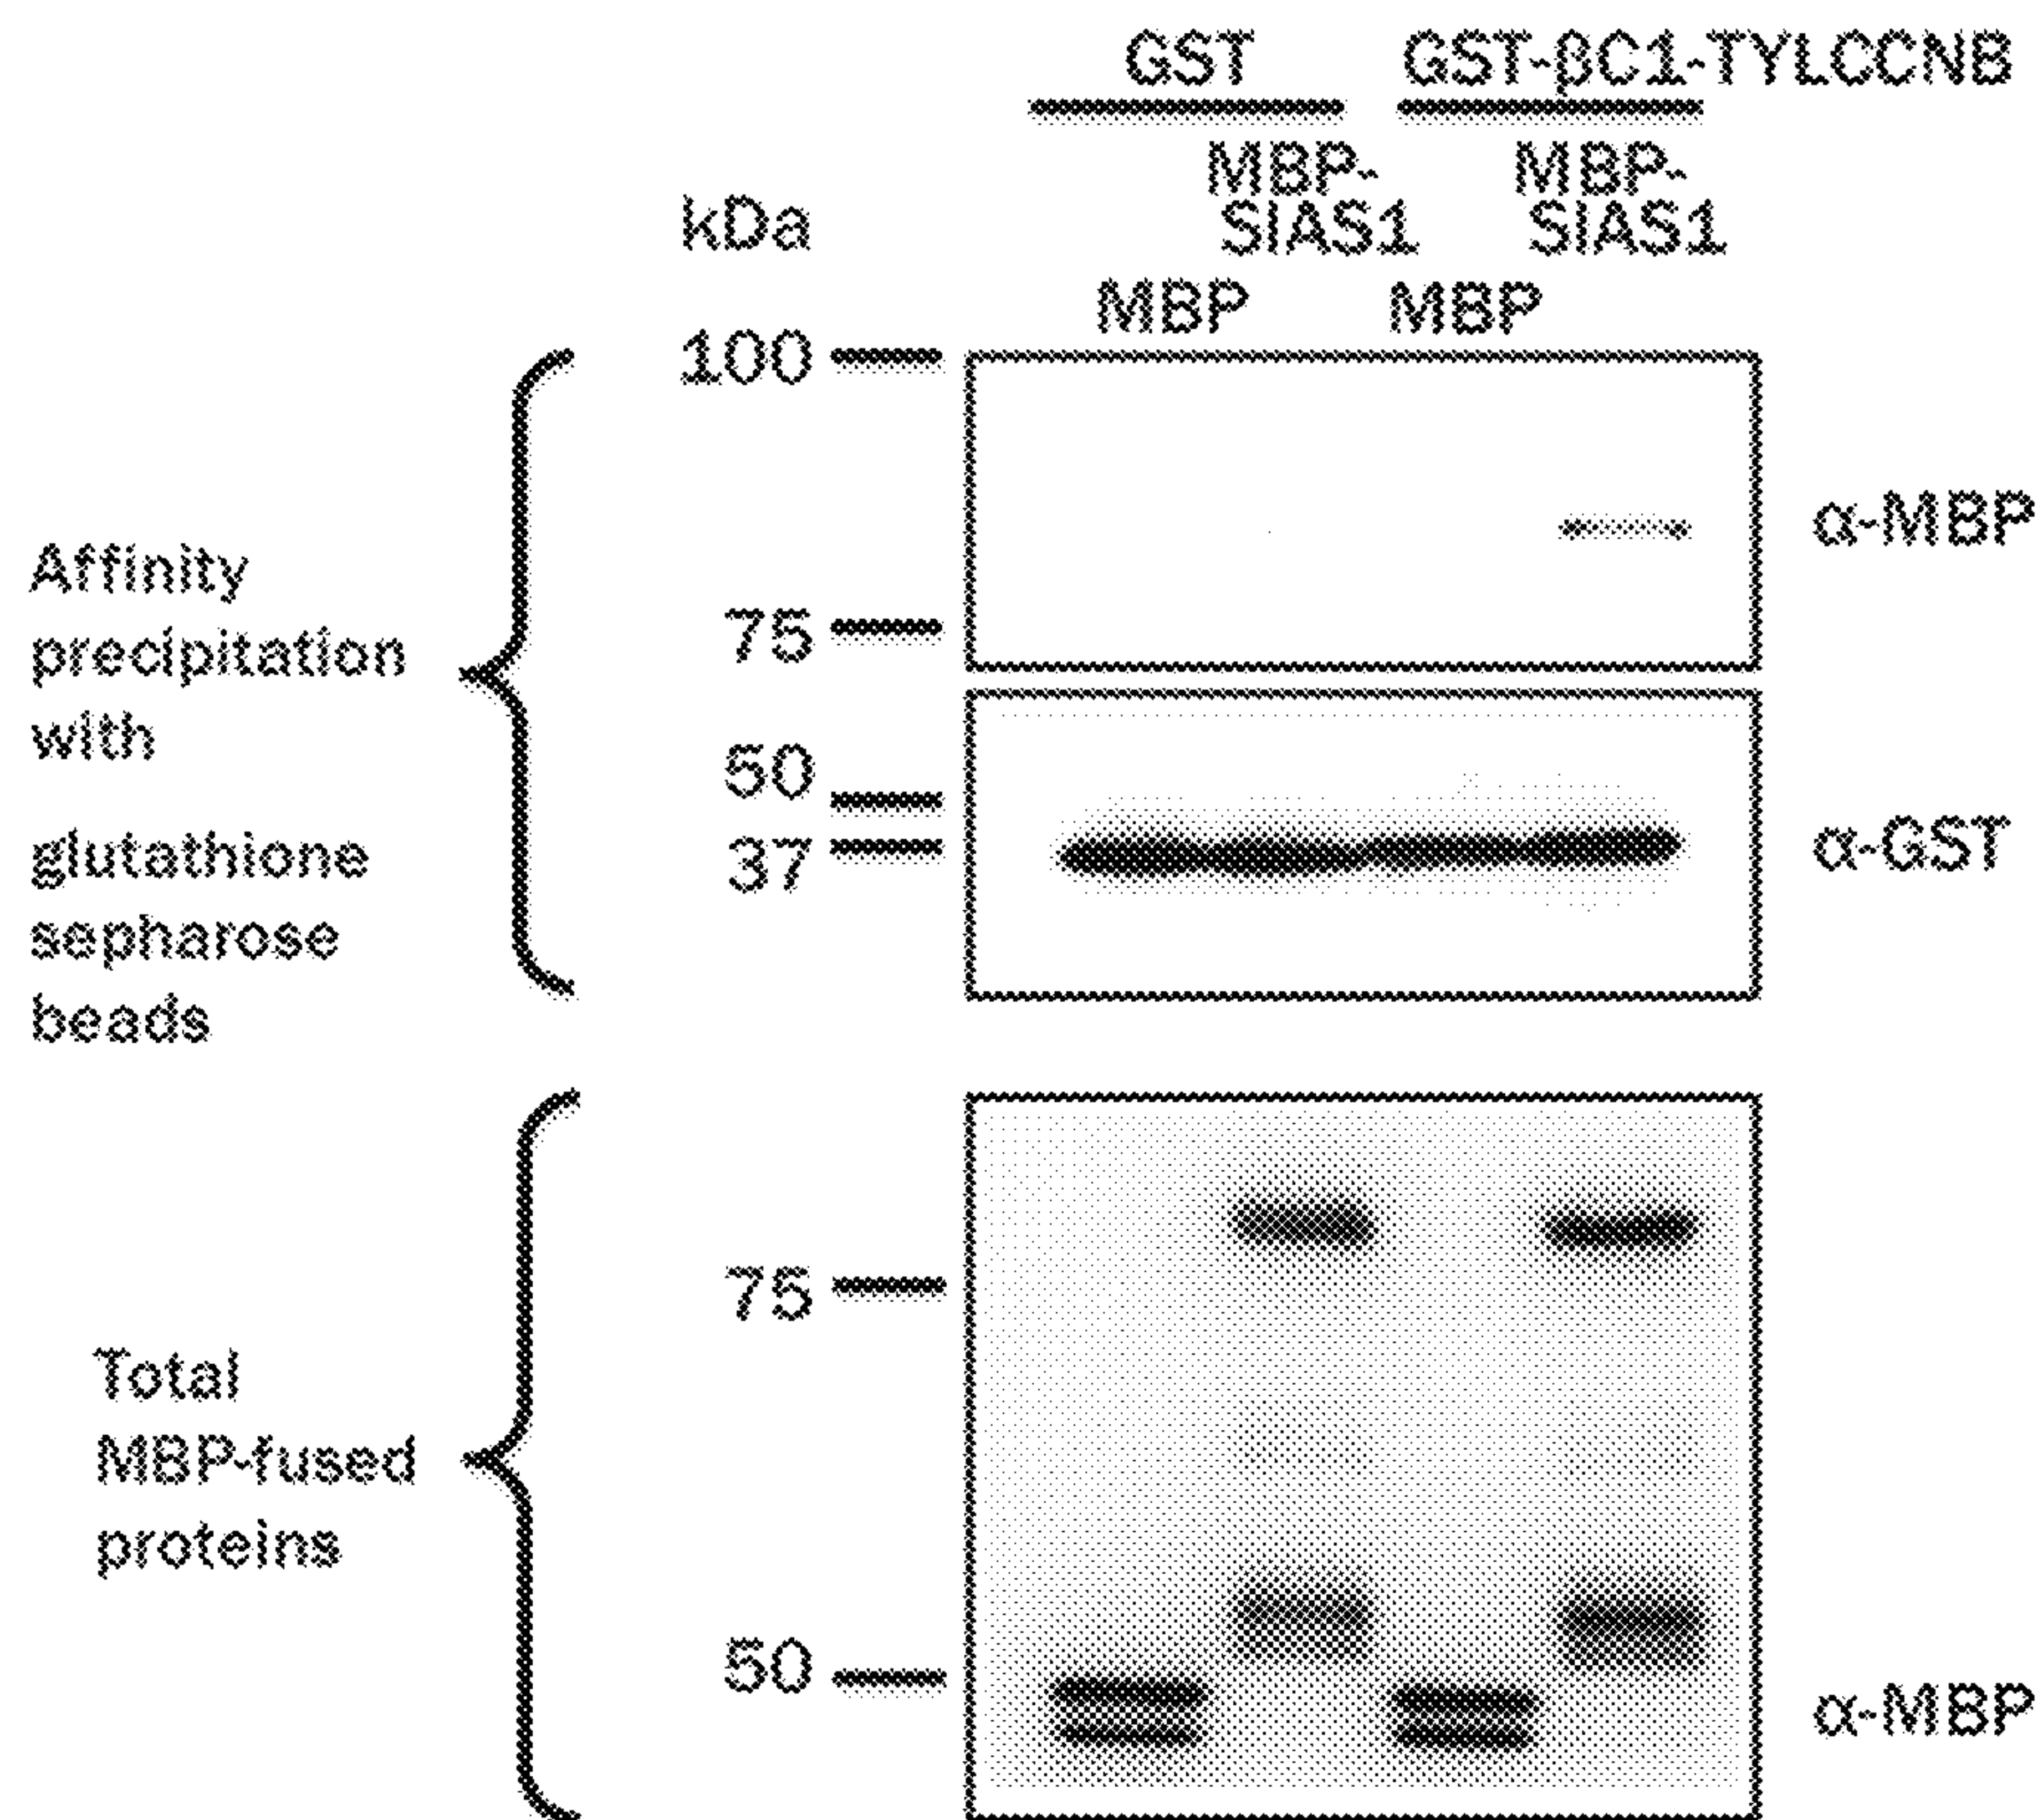 GST GST-βC1-TYLCCNB
MBP- MBP-
SlAS1 SlAS1
kDa
MBP MBP
100
75
α-MBP
50
37
α-GST
Affinity
precipitation
with
glutathione
sepharose
beads
75
50
Total
MBP-fused
proteins
α-MBP